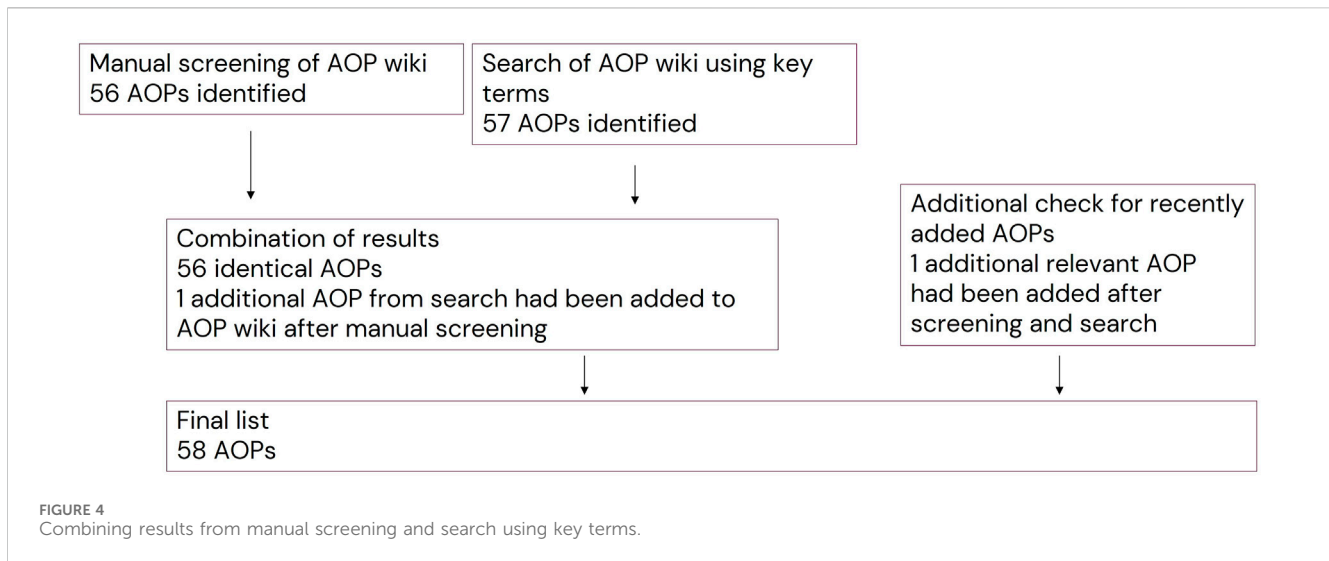 Manual screening of AOP wiki
56 AOPs identified
Search of AOP wiki using key
terms
57 AOPs identified
Combination of results
56 identical AOPs
1 additional AOP from search had been added to
AOP wiki after manual screening
Additional check for recently
added AOPs
1 additional relevant AOP
had been added after
screening and search
Final list
58 AOPs
FIGURE 4
Combining results from manual screening and search using key terms.